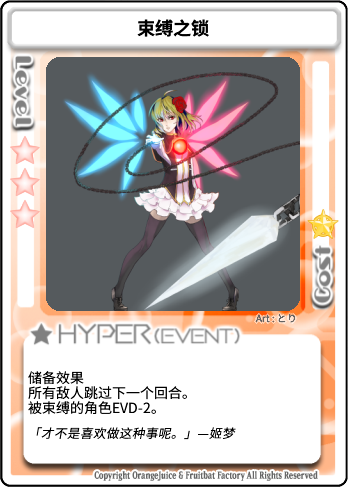 束缚之锁
Level
Cost
Art : とり
HYPER(EVENT)
储备效果
所有敌人跳过下一个回合。
被束缚的角色EVD-2。
「才不是喜欢做这种事呢。」—姬梦
Copyright OrangeJuice & Fruitbat Factory All Rights Reserved